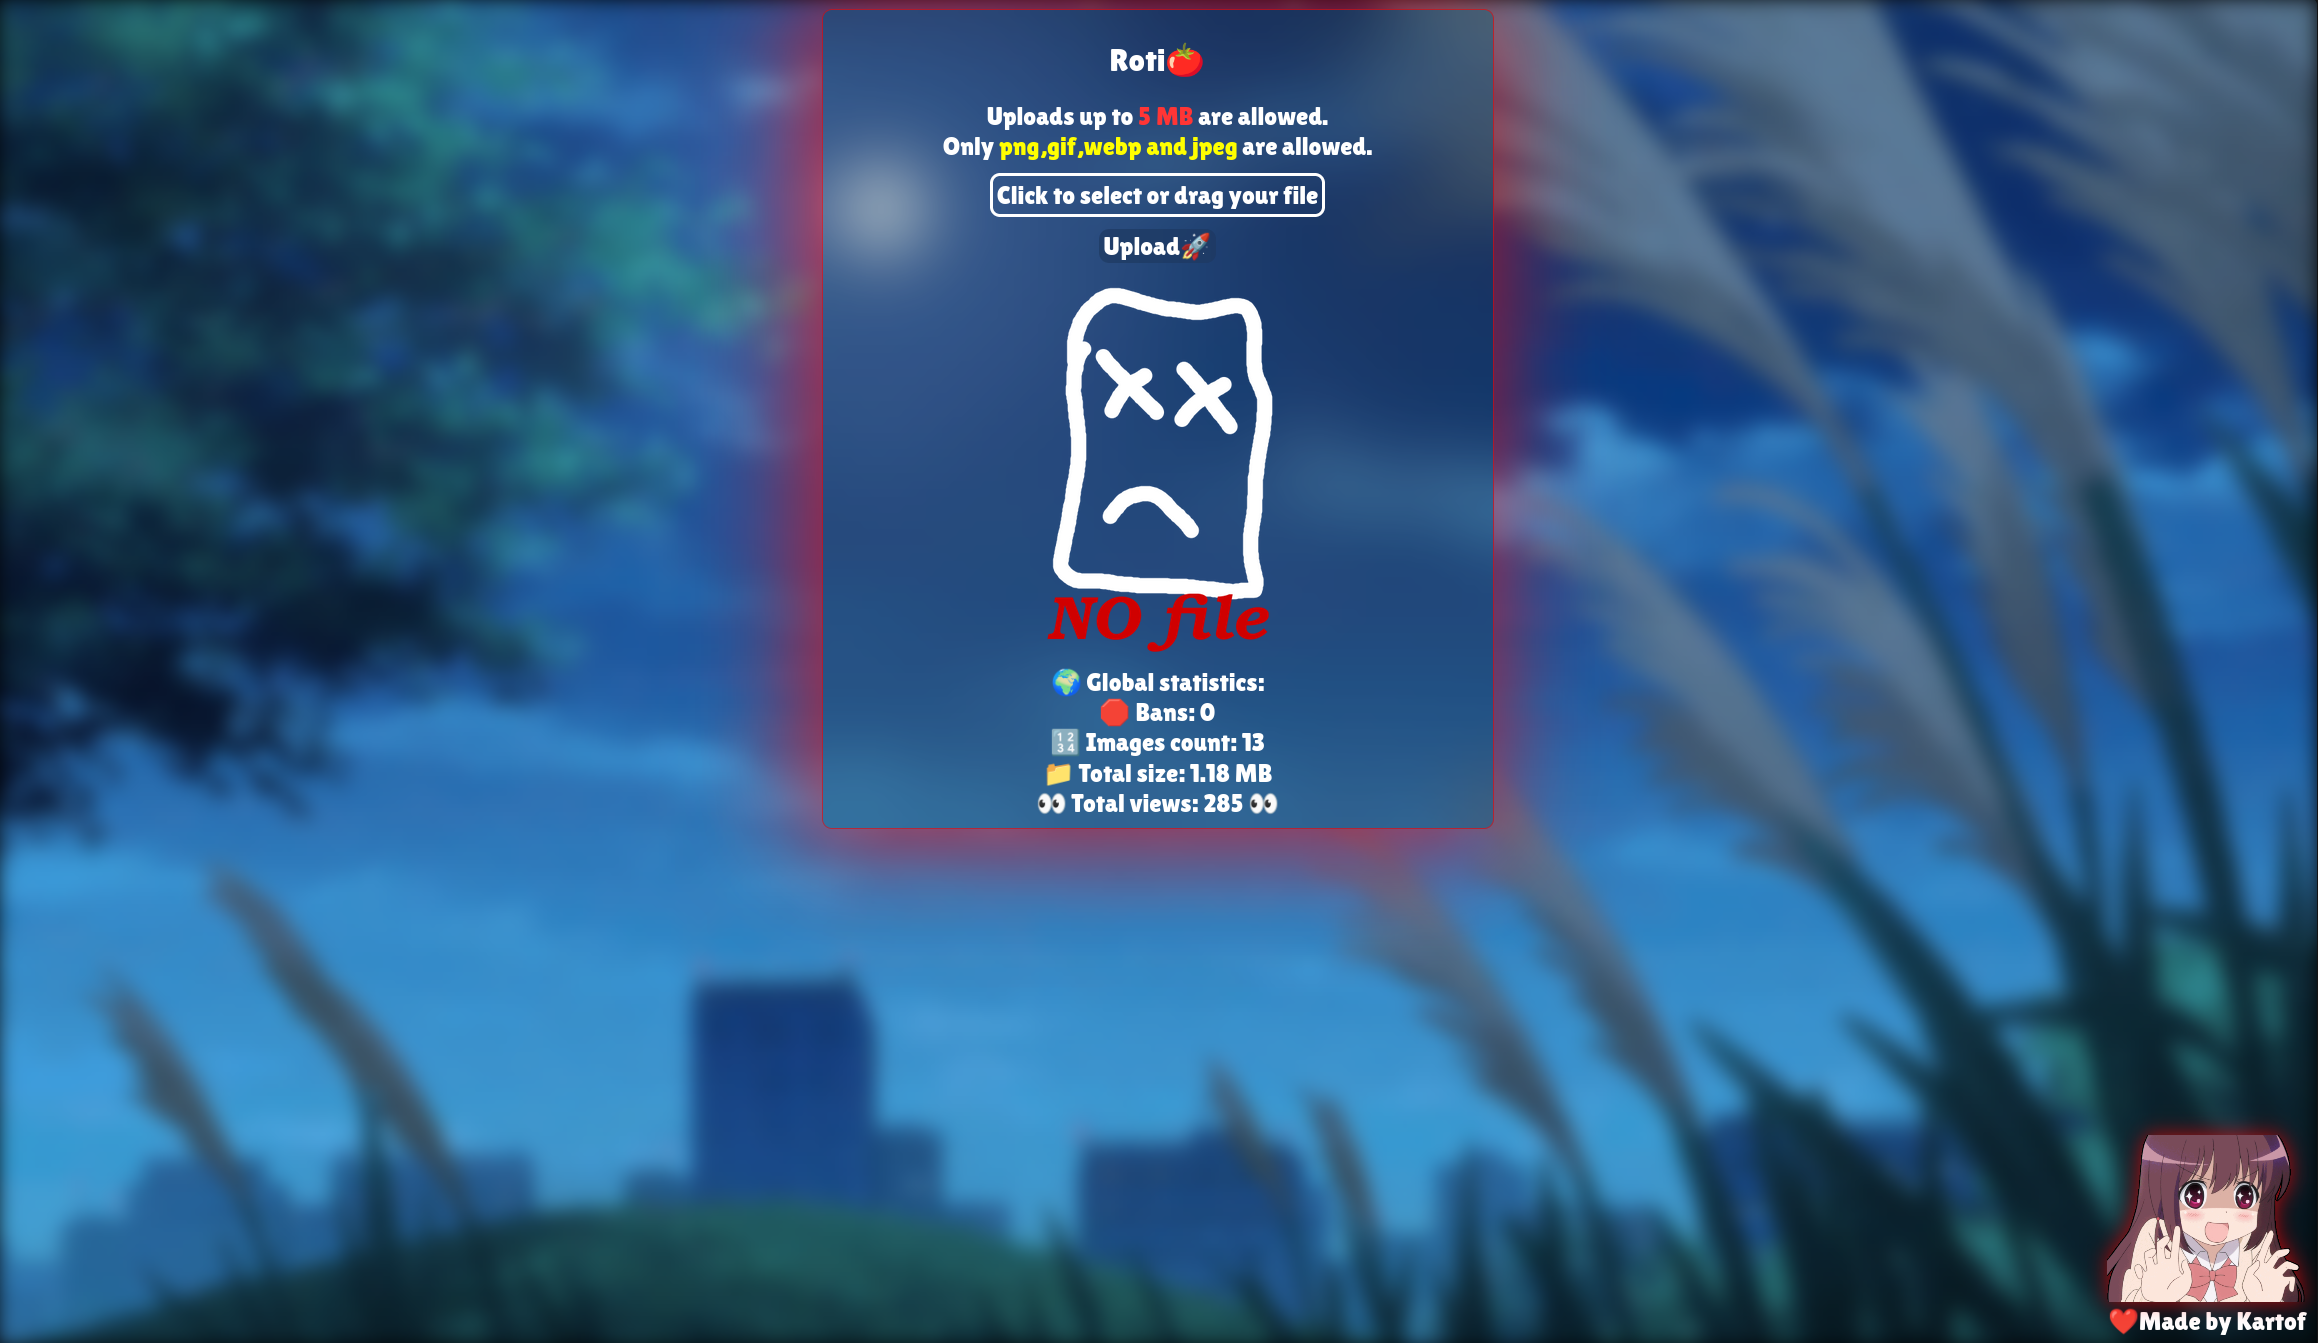 Roti🍅
Uploads up to 5 MB are allowed.
Only png,gif,webp and jpeg are allowed.
Click to select or drag your file
Upload🚀
NO file
🌍 Global statistics:
🛑 Bans: 0
🔢 Images count: 13
📁 Total size: 1.18 MB
👀 Total views: 285 👀
❤️Made by Kartof